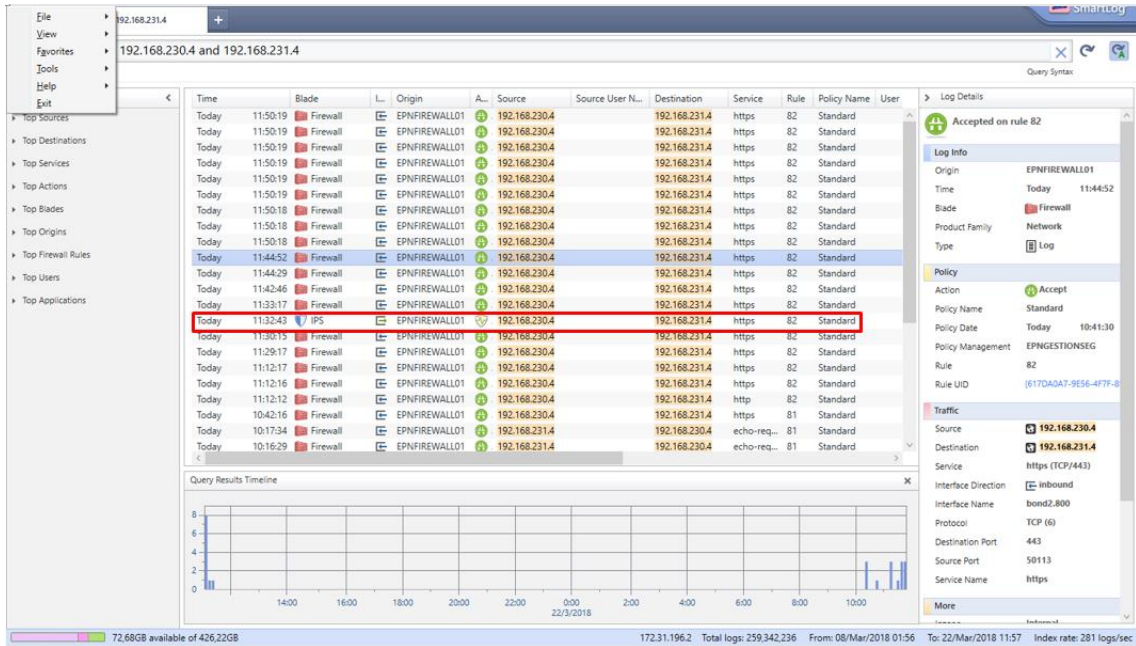 File 192.168.231.4 + SmartLog
View
Favorites 192.168.230.4 and 192.168.231.4
Tools Query Syntax
Help
Exit
Top Sources
Top Destinations
Top Services
Top Actions
Top Blades
Top Origins
Top Firewall Rules
Top Users
Top Applications
Time Blade I... Origin A... Source Source User N... Destination Service Rule Policy Name User
Today 11:50:19 Firewall EPNFIREWALL01 192.168.230.4 192.168.231.4 https 82 Standard
Today 11:50:19 Firewall EPNFIREWALL01 192.168.230.4 192.168.231.4 https 82 Standard
Today 11:50:19 Firewall EPNFIREWALL01 192.168.230.4 192.168.231.4 https 82 Standard
Today 11:50:19 Firewall EPNFIREWALL01 192.168.230.4 192.168.231.4 https 82 Standard
Today 11:50:19 Firewall EPNFIREWALL01 192.168.230.4 192.168.231.4 https 82 Standard
Today 11:50:19 Firewall EPNFIREWALL01 192.168.230.4 192.168.231.4 https 82 Standard
Today 11:50:18 Firewall EPNFIREWALL01 192.168.230.4 192.168.231.4 https 82 Standard
Today 11:50:18 Firewall EPNFIREWALL01 192.168.230.4 192.168.231.4 https 82 Standard
Today 11:50:18 Firewall EPNFIREWALL01 192.168.230.4 192.168.231.4 https 82 Standard
Today 11:44:52 Firewall EPNFIREWALL01 192.168.230.4 192.168.231.4 https 82 Standard
Today 11:44:29 Firewall EPNFIREWALL01 192.168.230.4 192.168.231.4 https 82 Standard
Today 11:42:46 Firewall EPNFIREWALL01 192.168.230.4 192.168.231.4 https 82 Standard
Today 11:33:17 Firewall EPNFIREWALL01 192.168.230.4 192.168.231.4 https 82 Standard
Today 11:32:43 IPS EPNFIREWALL01 192.168.230.4 192.168.231.4 https 82 Standard
Today 11:30:15 Firewall EPNFIREWALL01 192.168.230.4 192.168.231.4 https 82 Standard
Today 11:29:17 Firewall EPNFIREWALL01 192.168.230.4 192.168.231.4 https 82 Standard
Today 11:12:17 Firewall EPNFIREWALL01 192.168.230.4 192.168.231.4 https 82 Standard
Today 11:12:16 Firewall EPNFIREWALL01 192.168.230.4 192.168.231.4 https 82 Standard
Today 11:12:12 Firewall EPNFIREWALL01 192.168.230.4 192.168.231.4 http 82 Standard
Today 10:42:16 Firewall EPNFIREWALL01 192.168.230.4 192.168.231.4 https 81 Standard
Today 10:17:34 Firewall EPNFIREWALL01 192.168.231.4 192.168.230.4 echo-req... 81 Standard
Today 10:16:29 Firewall EPNFIREWALL01 192.168.231.4 192.168.230.4 echo-req... 81 Standard
Query Results Timeline
8
6
4
2
0
14:00 16:00 18:00 20:00 22:00 0:00 2:00 4:00 6:00 8:00 10:00
22/3/2018
Log Details
Accepted on rule 82
Log Info
Origin EPNFIREWALL01
Time Today 11:44:52
Blade Firewall
Product Family Network
Type Log
Policy
Action Accept
Policy Name Standard
Policy Date Today 10:41:30
Policy Management EPNGESTIONSEG
Rule 82
Rule UID {617DA0A7-9E56-4F7F-8
Traffic
Source 192.168.230.4
Destination 192.168.231.4
Service https (TCP/443)
Interface Direction inbound
Interface Name bond2.800
Protocol TCP (6)
Destination Port 443
Source Port 50113
Service Name https
More
72,68GB available of 426,22GB 172.31.196.2 Total logs: 259,342,236 From: 08/Mar/2018 01:56 To: 22/Mar/2018 11:57 Index rate: 281 logs/sec